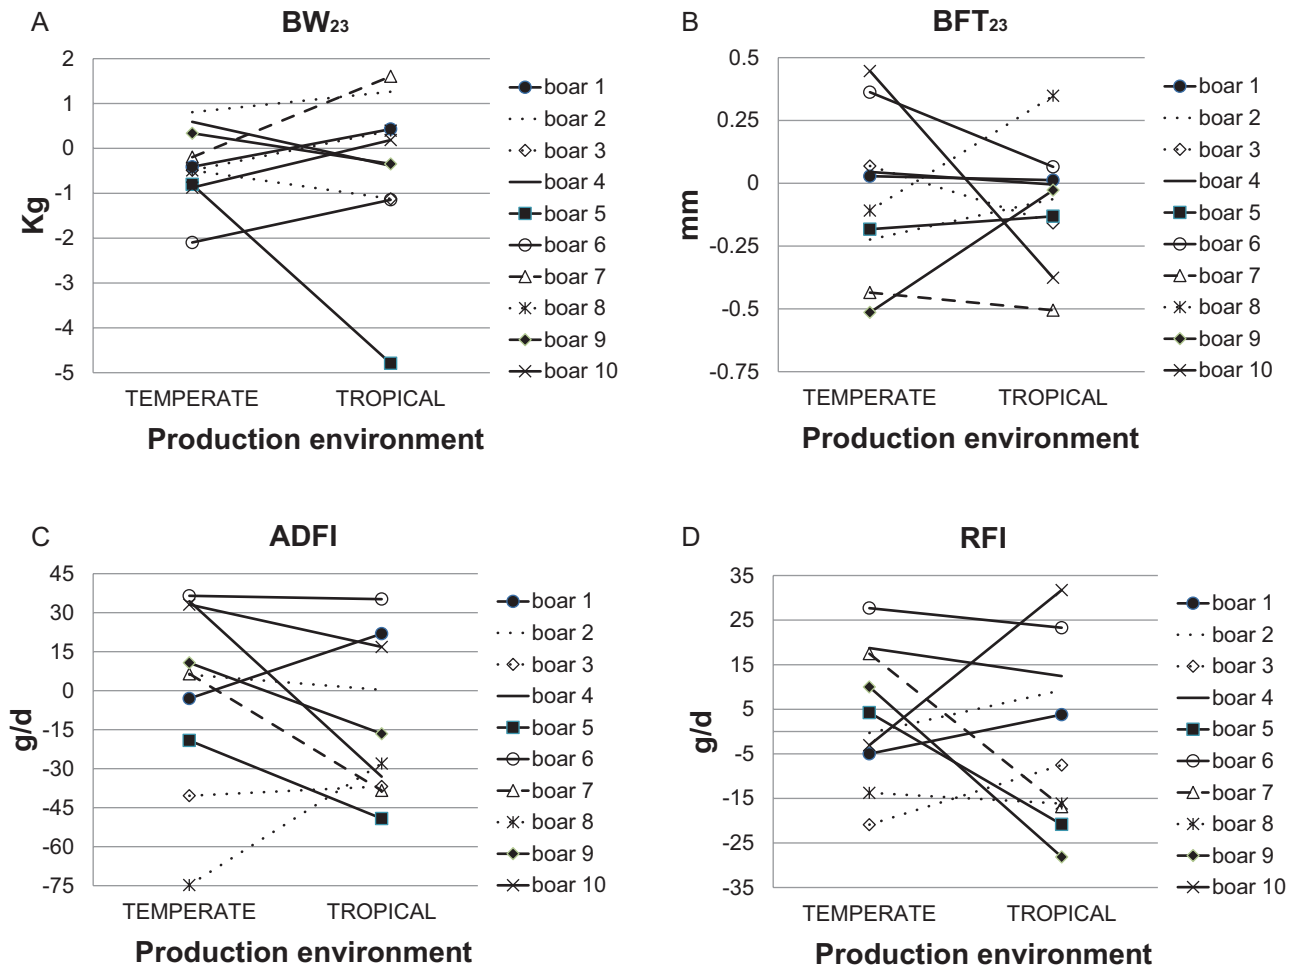 A
BW23
2
1
0
-1
-2
-3
-4
-5
Kg
TEMPERATE TROPICAL
Production environment
boar 1
boar 2
boar 3
boar 4
boar 5
boar 6
boar 7
boar 8
boar 9
boar 10
B
BFT23
0.5
0.25
0
-0.25
-0.5
-0.75
mm
TEMPERATE TROPICAL
Production environment
boar 1
boar 2
boar 3
boar 4
boar 5
boar 6
boar 7
boar 8
boar 9
boar 10
C
ADFI
45
30
15
0
-15
-30
-45
-60
-75
g/d
TEMPERATE TROPICAL
Production environment
boar 1
boar 2
boar 3
boar 4
boar 5
boar 6
boar 7
boar 8
boar 9
boar 10
D
RFI
35
25
15
5
-5
-15
-25
-35
g/d
TEMPERATE TROPICAL
Production environment
boar 1
boar 2
boar 3
boar 4
boar 5
boar 6
boar 7
boar 8
boar 9
boar 10